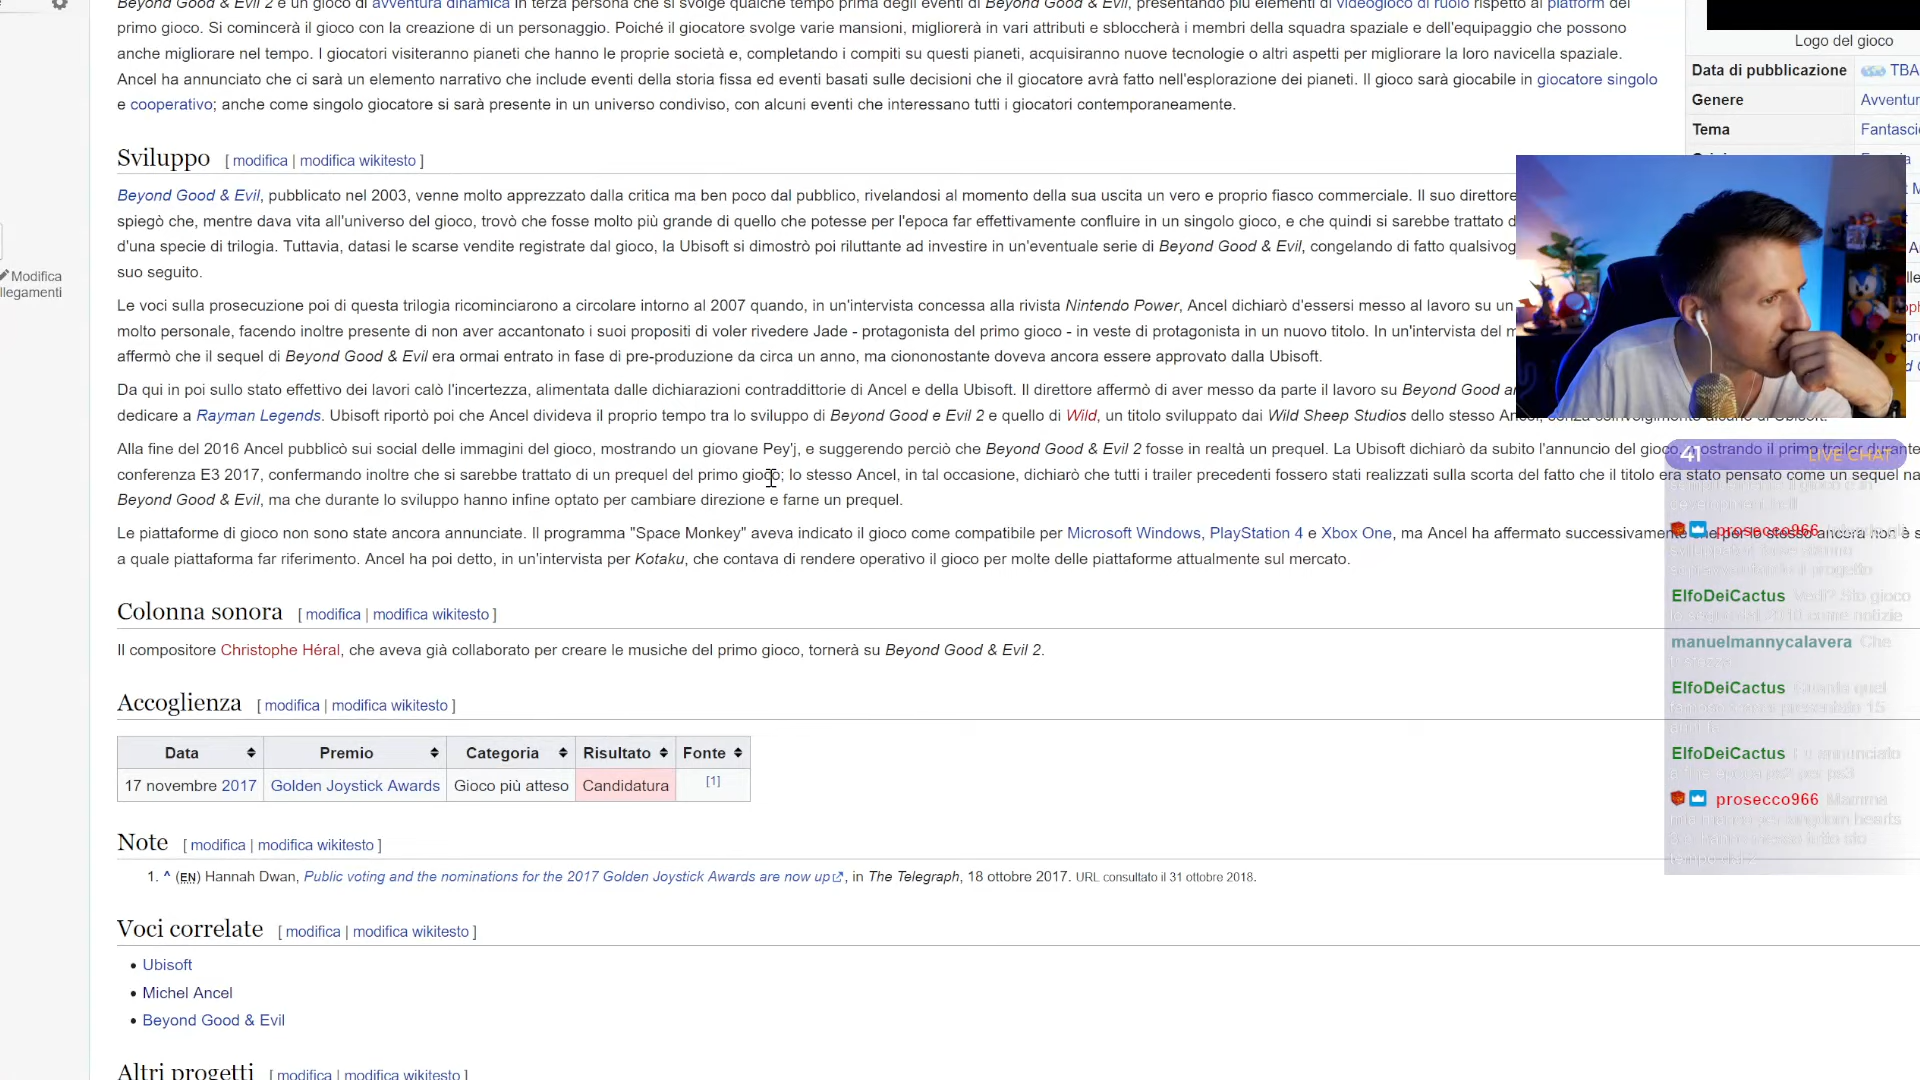 Beyond Good & Evil 2 è un gioco di avventura dinamica in terza persona che si svolge qualche tempo prima degli eventi di Beyond Good & Evil, presentando più elementi di videogioco di ruolo rispetto al platform del
primo gioco. Si comincerà il gioco con la creazione di un personaggio. Poiché il giocatore svolge varie mansioni, migliorerà in vari attributi e sbloccherà i membri della squadra spaziale e dell'equipaggio che possono
anche migliorare nel tempo. I giocatori visiteranno pianeti che hanno le proprie società e, completando i compiti su questi pianeti, acquisiranno nuove tecnologie o altri aspetti per migliorare la loro navicella spaziale.
Ancel ha annunciato che ci sarà un elemento narrativo che include eventi della storia fissa ed eventi basati sulle decisioni che il giocatore avrà fatto nell'esplorazione dei pianeti. Il gioco sarà giocabile in giocatore singolo
e cooperativo; anche come singolo giocatore si sarà presente in un universo condiviso, con alcuni eventi che interessano tutti i giocatori contemporaneamente.
Logo del gioco
Data di pubblicazione TBA
Genere Avventur
Tema Fantascie
Sviluppo [ modifica | modifica wikitesto ]
Beyond Good & Evil, pubblicato nel 2003, venne molto apprezzato dalla critica ma ben poco dal pubblico, rivelandosi al momento della sua uscita un vero e proprio fiasco commerciale. Il suo direttore
spiegò che, mentre dava vita all'universo del gioco, trovò che fosse molto più grande di quello che potesse per l'epoca far effettivamente confluire in un singolo gioco, e che quindi si sarebbe trattato d
d'una specie di trilogia. Tuttavia, datasi le scarse vendite registrate dal gioco, la Ubisoft si dimostrò poi riluttante ad investire in un'eventuale serie di Beyond Good & Evil, congelando di fatto qualsivog
suo seguito.
Modifica
llegamenti
Le voci sulla prosecuzione poi di questa trilogia ricominciarono a circolare intorno al 2007 quando, in un'intervista concessa alla rivista Nintendo Power, Ancel dichiarò d'essersi messo al lavoro su un
molto personale, facendo inoltre presente di non aver accantonato i suoi propositi di voler rivedere Jade - protagonista del primo gioco - in veste di protagonista in un nuovo titolo. In un'intervista del m
affermò che il sequel di Beyond Good & Evil era ormai entrato in fase di pre-produzione da circa un anno, ma ciononostante doveva ancora essere approvato dalla Ubisoft.
Da qui in poi sullo stato effettivo dei lavori calò l'incertezza, alimentata dalle dichiarazioni contraddittorie di Ancel e della Ubisoft. Il direttore affermò di aver messo da parte il lavoro su Beyond Good a
dedicare a Rayman Legends. Ubisoft riportò poi che Ancel divideva il proprio tempo tra lo sviluppo di Beyond Good e Evil 2 e quello di Wild, un titolo sviluppato dai Wild Sheep Studios dello stesso Ancel, senza coinvolgimento alcuno di Ubisoft.
Alla fine del 2016 Ancel pubblicò sui social delle immagini del gioco, mostrando un giovane Pey'j, e suggerendo perciò che Beyond Good & Evil 2 fosse in realtà un prequel. La Ubisoft dichiarò da subito l'annuncio del gioco, mostrando il primo trailer durante
conferenza E3 2017, confermando inoltre che si sarebbe trattato di un prequel del primo gioco; lo stesso Ancel, in tal occasione, dichiarò che tutti i trailer precedenti fossero stati realizzati sulla scorta del fatto che il titolo era stato pensato come un sequel na
Beyond Good & Evil, ma che durante lo sviluppo hanno infine optato per cambiare direzione e farne un prequel.
Le piattaforme di gioco non sono state ancora annunciate. Il programma "Space Monkey" aveva indicato il gioco come compatibile per Microsoft Windows, PlayStation 4 e Xbox One, ma Ancel ha affermato successivamente che per lo stesso ancora non è s
a quale piattaforma far riferimento. Ancel ha poi detto, in un'intervista per Kotaku, che contava di rendere operativo il gioco per molte delle piattaforme attualmente sul mercato.
Colonna sonora [ modifica | modifica wikitesto ]
Il compositore Christophe Héral, che aveva già collaborato per creare le musiche del primo gioco, tornerà su Beyond Good & Evil 2.
Accoglienza [ modifica | modifica wikitesto ]
Data Premio Categoria Risultato Fonte
17 novembre 2017 Golden Joystick Awards Gioco più atteso Candidatura [1]
Note [ modifica | modifica wikitesto ]
1. ^ (EN) Hannah Dwan, Public voting and the nominations for the 2017 Golden Joystick Awards are now up, in The Telegraph, 18 ottobre 2017. URL consultato il 31 ottobre 2018.
Voci correlate [ modifica | modifica wikitesto ]
• Ubisoft
• Michel Ancel
• Beyond Good & Evil
Altri progetti [ modifica | modifica wikitesto ]
41 LIVE CHAT
prosecco966
ElfoDeiCactus
manuelmannycalavera Che
ElfoDeiCactus
ElfoDeiCactus
prosecco966 Mamma